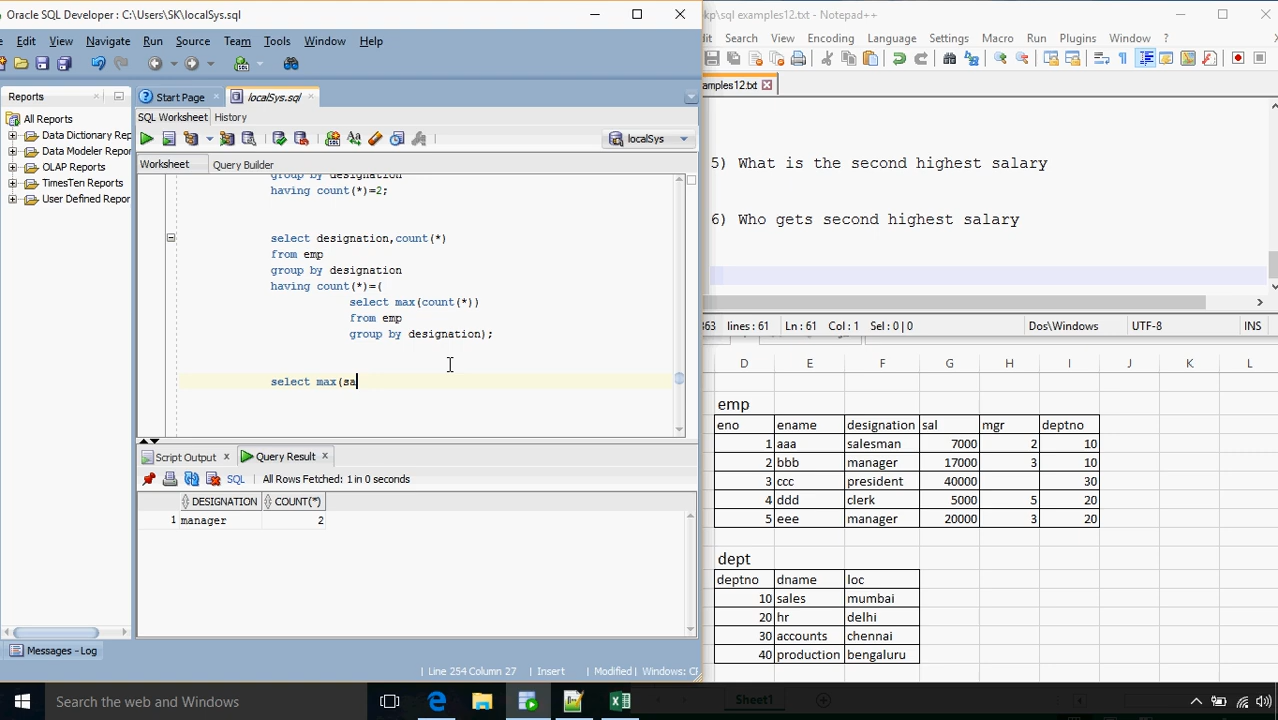 Oracle SQL Developer : C:\Users\SK\localSys.sql
kp\sql examples12.txt - Notepad++
Edit View Navigate Run Source Team Tools Window Help
Search View Encoding Language Settings Macro Run Plugins Window ?
Reports
Start Page
localSys.sql
amples12.txt
SQL Worksheet History
All Reports
Data Dictionary Rep
Data Modeler Repor
OLAP Reports
TimesTen Reports
User Defined Repor
localSys
Worksheet Query Builder
group by designation
having count(*)=2;
select designation,count(*)
from emp
group by designation
having count(*)=(
select max(count(*))
from emp
group by designation);
select max(sa
5) What is the second highest salary
6) Who gets second highest salary
363 lines : 61 Ln : 61 Col : 1 Sel : 0 | 0 Dos\Windows UTF-8 INS
D E F G H I J K L
emp
eno ename designation sal mgr deptno
1 aaa salesman 7000 2 10
2 bbb manager 17000 3 10
3 ccc president 40000 30
4 ddd clerk 5000 5 20
5 eee manager 20000 3 20
dept
deptno dname loc
10 sales mumbai
20 hr delhi
30 accounts chennai
40 production bengaluru
Script Output Query Result
SQL All Rows Fetched: 1 in 0 seconds
DESIGNATION COUNT(*)
1 manager 2
Messages - Log
Line 254 Column 27 Insert Modified Windows: CF
Sheet1
Search the web and Windows